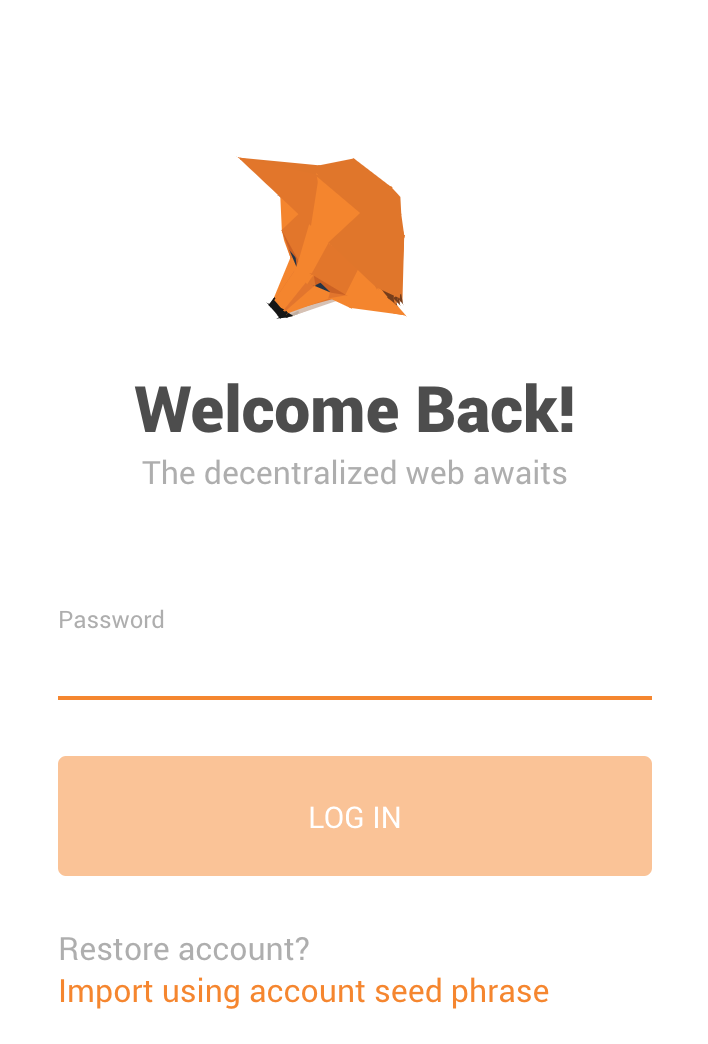 Welcome Back!
The decentralized web awaits
Password
LOG IN
Restore account?
Import using account seed phrase